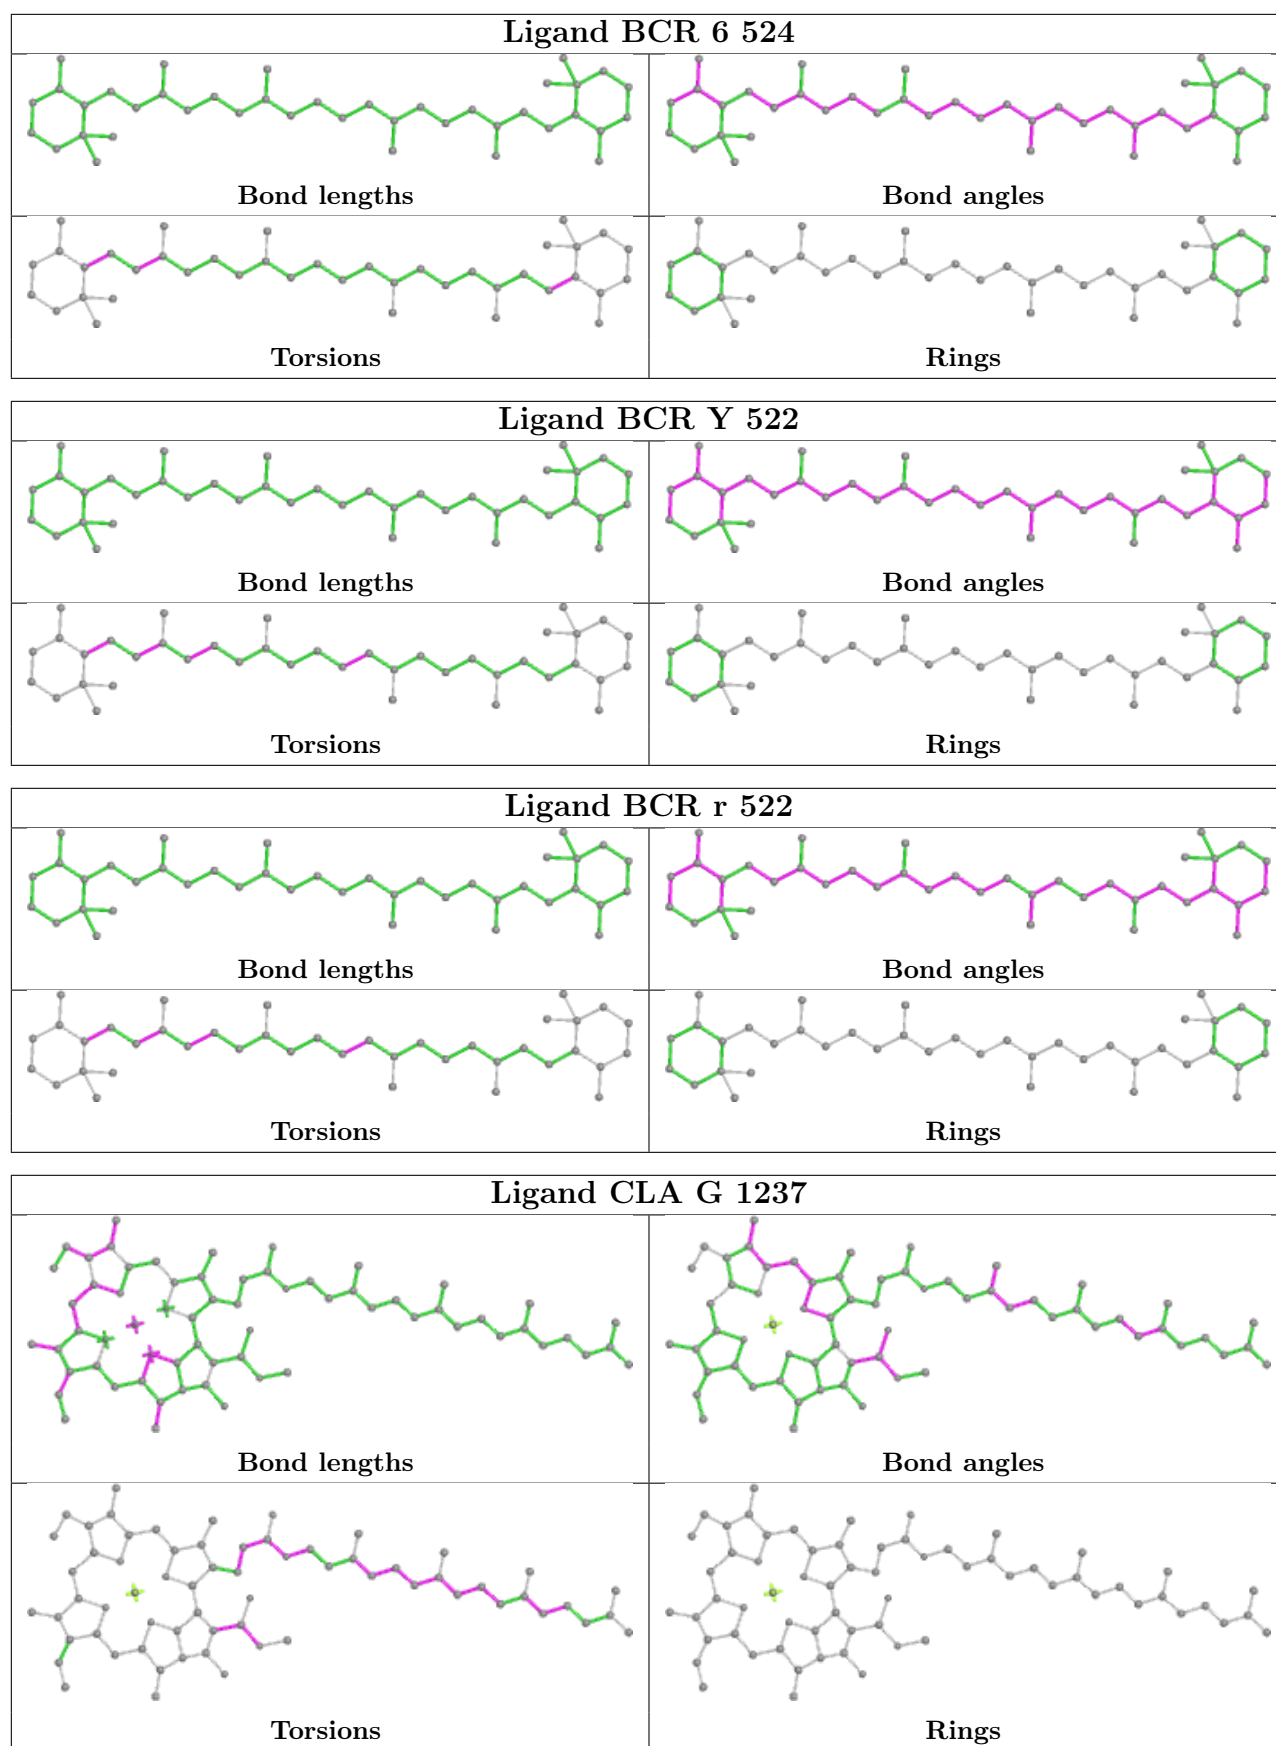 Ligand BCR 6 524
Bond lengths
Bond angles
Torsions
Rings
Ligand BCR Y 522
Bond lengths
Bond angles
Torsions
Rings
Ligand BCR r 522
Bond lengths
Bond angles
Torsions
Rings
Ligand CLA G 1237
Bond lengths
Bond angles
Torsions
Rings